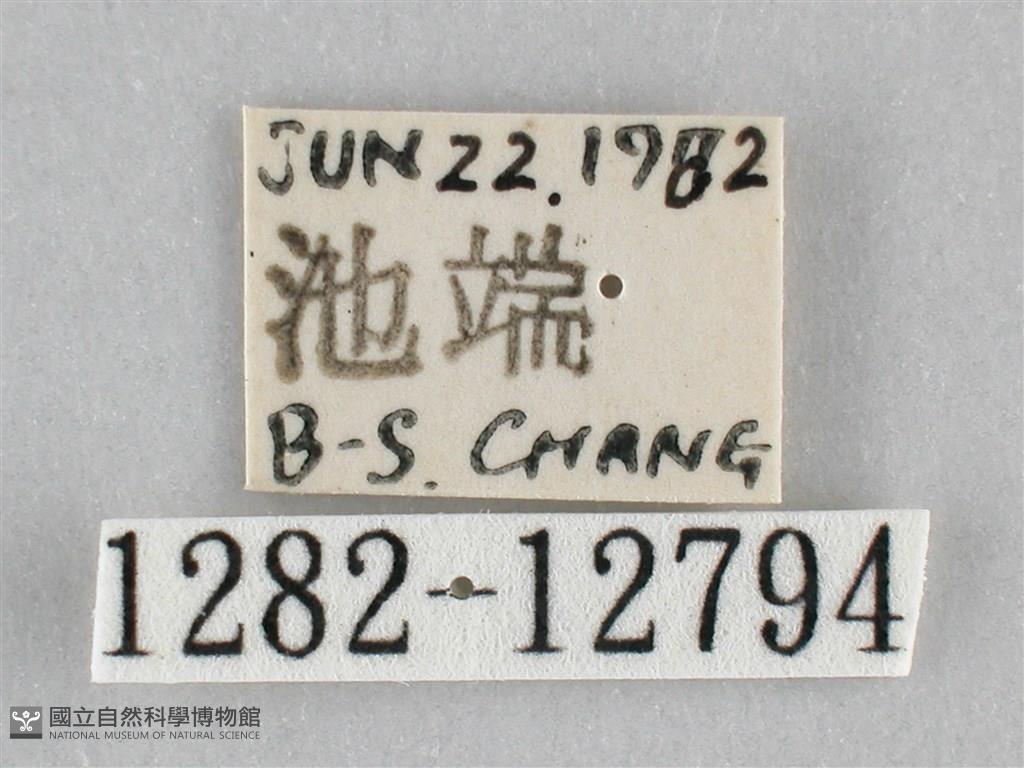 JUN 22. 1982
池端
B-S. CHANG
1282-12794
國立自然科學博物館
NATIONAL MUSEUM OF NATURAL SCIENCE